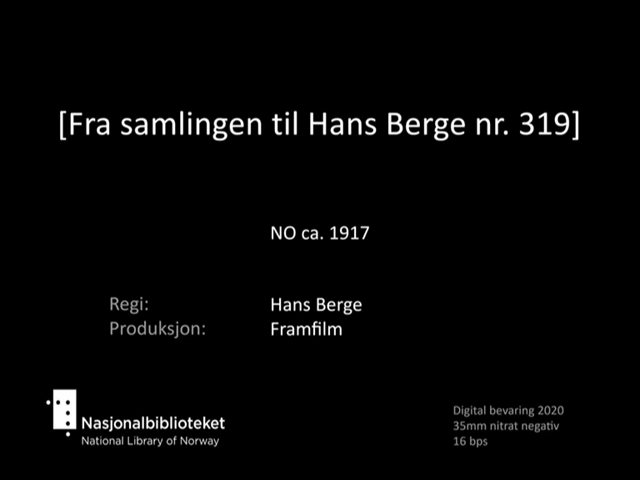 [Fra samlingen til Hans Berge nr. 319]
NO ca. 1917
Regi: Hans Berge
Produksjon: Framfilm
Nasjonalbiblioteket
National Library of Norway
Digital bevaring 2020
35mm nitrat negativ
16 bps